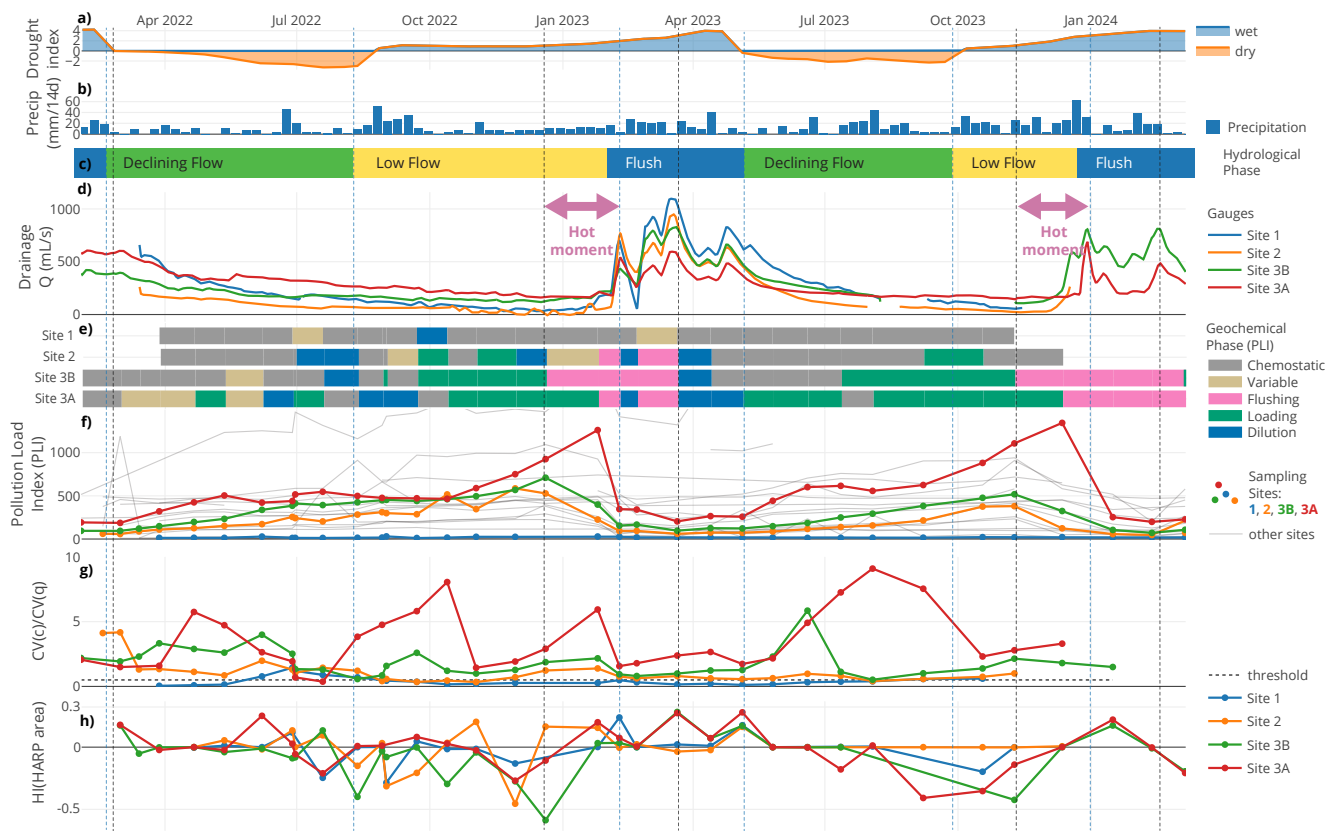 a)
Apr 2022
Jul 2022
Oct 2022
Jan 2023
Apr 2023
Jul 2023
Oct 2023
Jan 2024
Drought
index
4
2
0
−2
wet
dry
b)
Precip
(mm/14d)
60
40
20
0
Precipitation
c)
Declining Flow
Low Flow
Flush
Declining Flow
Low Flow
Flush
Hydrological
Phase
d)
Drainage
Q (mL/s)
1000
500
0
Hot
moment
Hot
moment
Gauges
Site 1
Site 2
Site 3B
Site 3A
e)
Site 1
Site 2
Site 3B
Site 3A
Geochemical
Phase (PLI)
Chemostatic
Variable
Flushing
Loading
Dilution
f)
Pollution Load
Index (PLI)
1000
500
0
Sampling
Sites:
1, 2, 3B, 3A
other sites
g)
CV(c)/CV(q)
10
5
0
threshold
Site 1
Site 2
Site 3B
Site 3A
h)
HI(HARP area)
0.3
0
-0.5